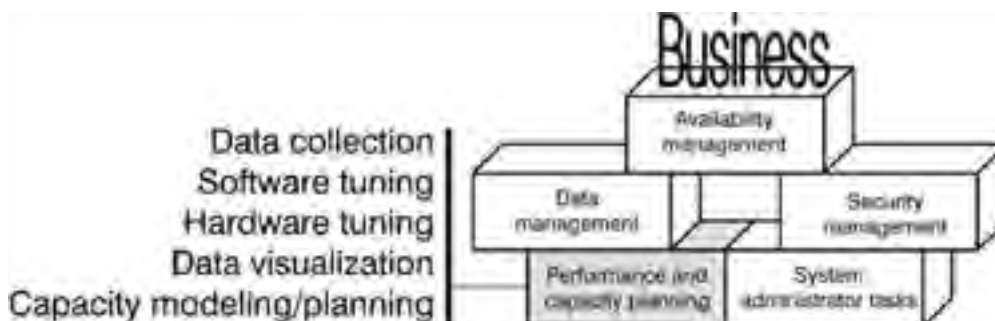 Business
Availability
management
Data collection
Software tuning
Hardware tuning
Data visualization
Capacity modeling/planning
Data
management
Security
management
Performance and
capacity planning
System
administrator tasks